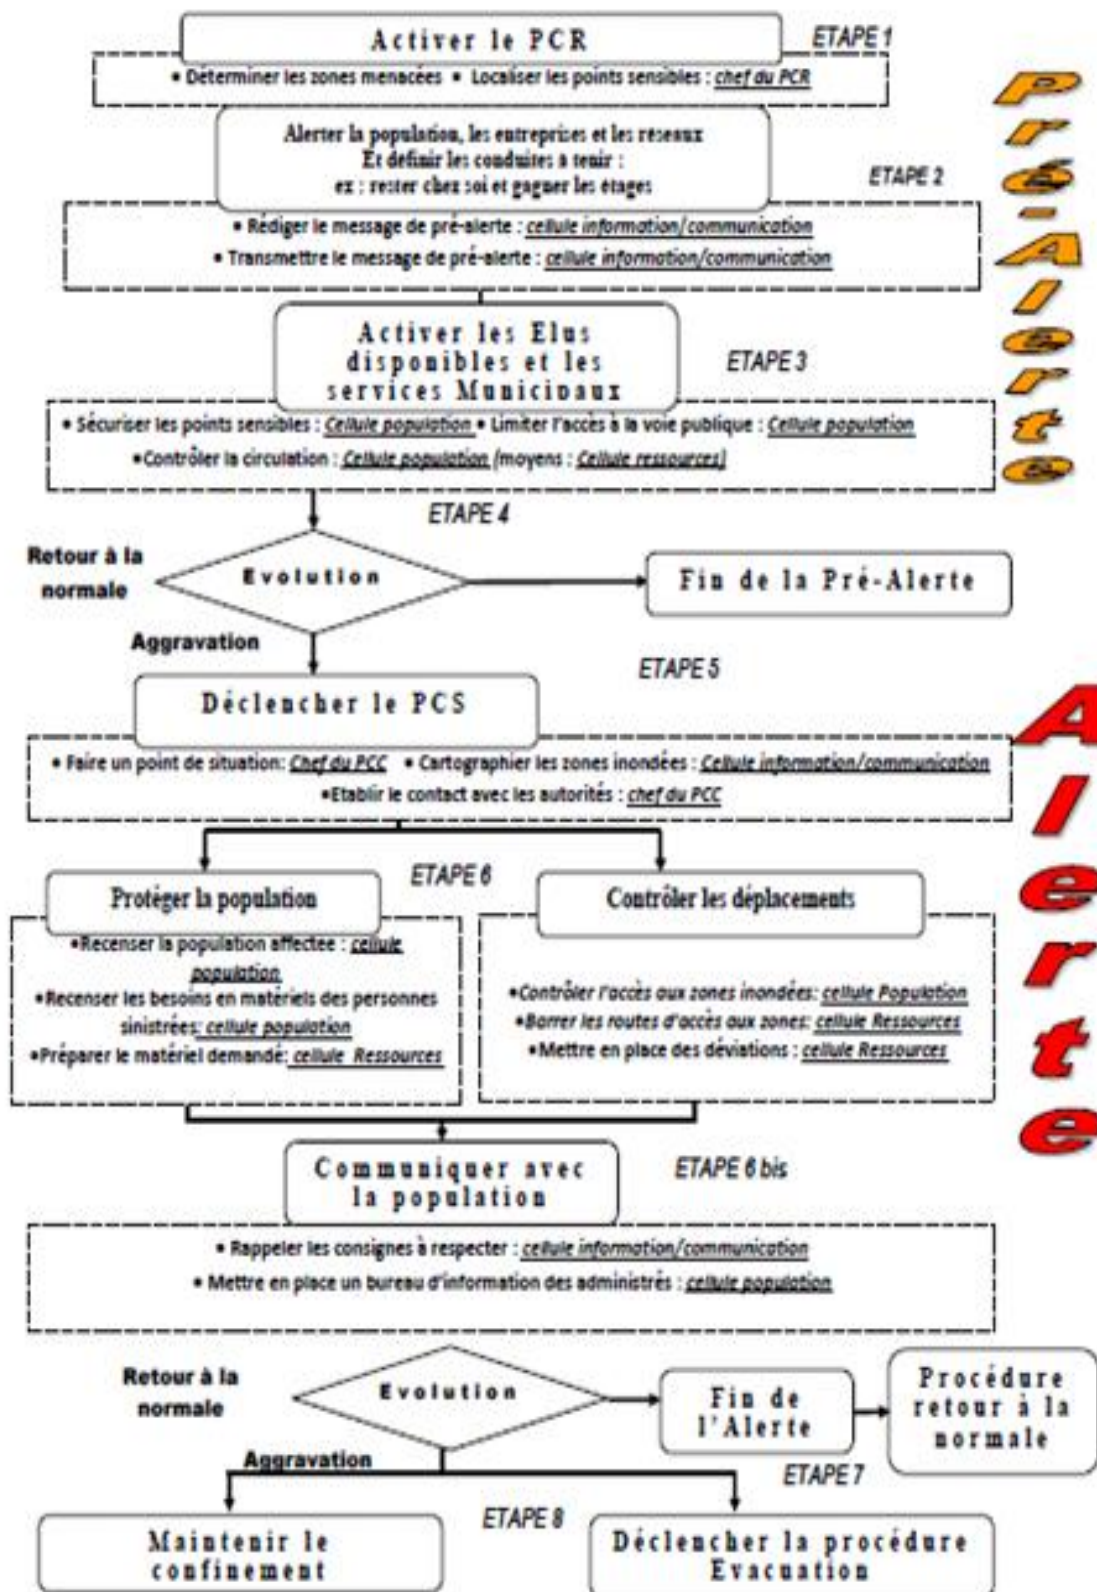 Activer le PCR
ETAPE 1
• Déterminer les zones menacées • Localiser les points sensibles : chef du PCR
Alerter la population, les entreprises et les réseaux
Et définir les conduites à tenir :
ex : rester chez soi et gagner les étages
ETAPE 2
• Rédiger le message de pré-alerte : cellule information/communication
• Transmettre le message de pré-alerte : cellule information/communication
Activer les Elus
disponibles et les
services Municipaux
ETAPE 3
• Sécuriser les points sensibles : Cellule population • Limiter l'accès à la voie publique : Cellule population
•Contrôler la circulation : Cellule population (moyens : Cellule ressources)
Pré-Alerte
ETAPE 4
Retour à la
normale
Evolution
Fin de la Pré-Alerte
Aggravation
ETAPE 5
Déclencher le PCS
• Faire un point de situation: Chef du PCC • Cartographier les zones inondées : Cellule information/communication
•Etablir le contact avec les autorités : chef du PCC
Alerte
ETAPE 6
Protéger la population
•Recenser la population affectée : cellule
population
•Recenser les besoins en matériels des personnes
sinistrées: cellule population
•Préparer le matériel demandé: cellule Ressources
Contrôler les déplacements
•Contrôler l'accès aux zones inondées: cellule Population
•Barrer les routes d'accès aux zones: cellule Ressources
•Mettre en place des déviations : cellule Ressources
Communiquer avec
la population
ETAPE 6 bis
• Rappeler les consignes à respecter : cellule information/communication
• Mettre en place un bureau d'information des administrés : cellule population
Retour à la
normale
Evolution
Fin de
l'Alerte
Procédure
retour à la
normale
Aggravation
ETAPE 7
ETAPE 8
Maintenir le
confinement
Déclencher la procédure
Evacuation